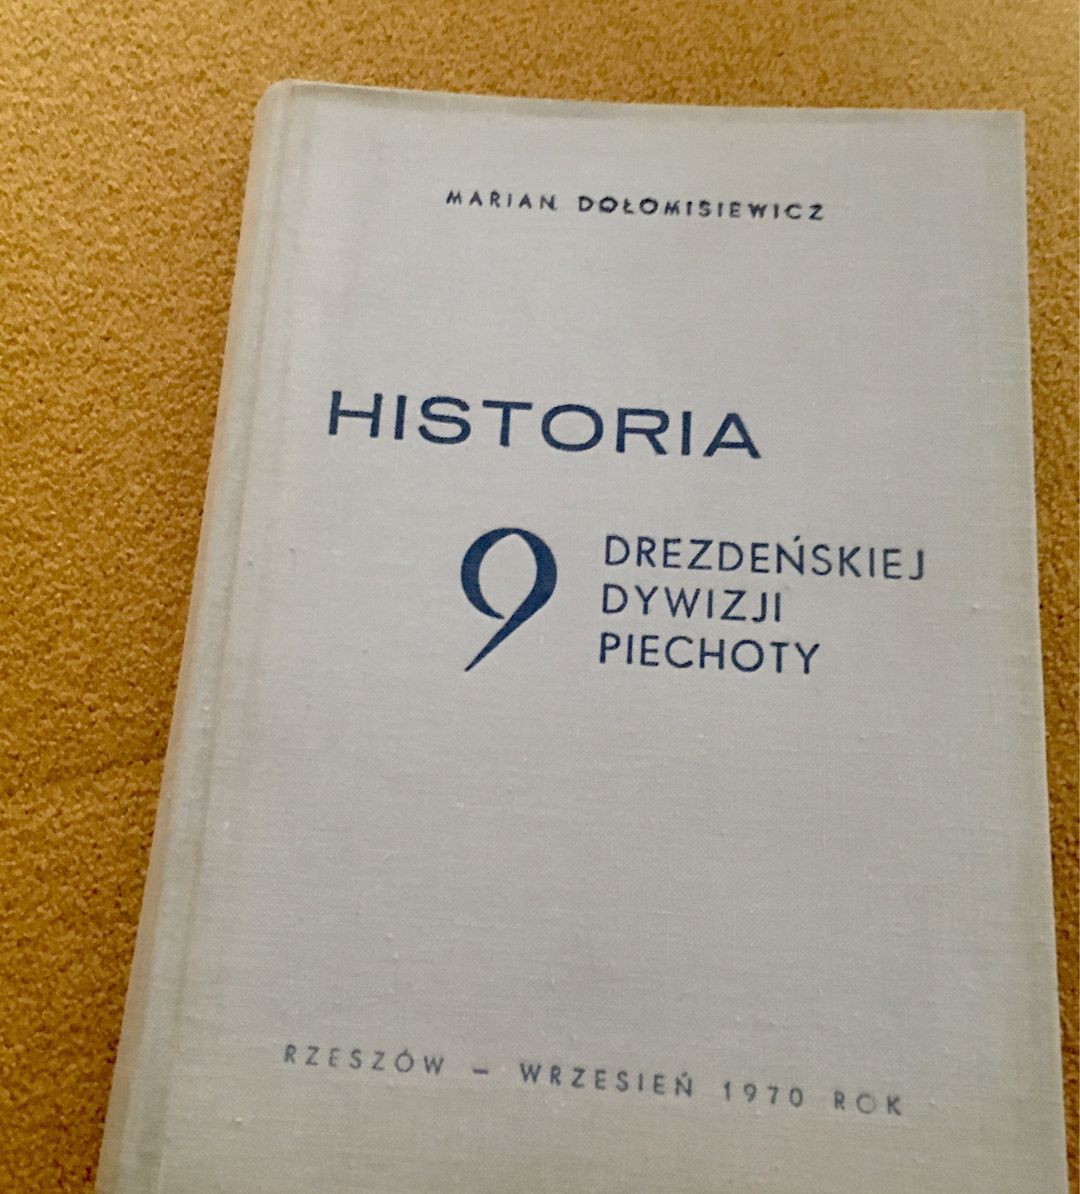 MARIAN DOŁOMISIEWICZ
HISTORIA
9 DREZDEŃSKIEJ
DYWIZJI
PIECHOTY
RZESZÓW – WRZESIEŃ 1970 ROK